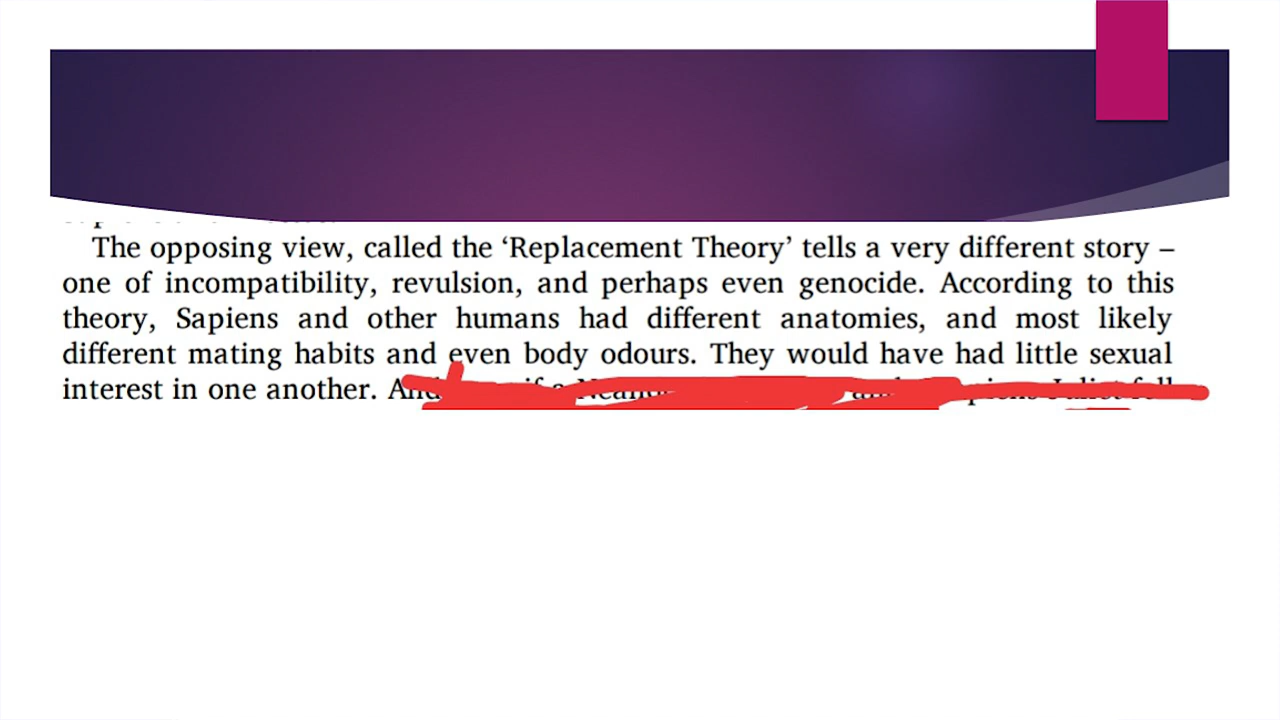 The opposing view, called the ‘Replacement Theory’ tells a very different story –
one of incompatibility, revulsion, and perhaps even genocide. According to this
theory, Sapiens and other humans had different anatomies, and most likely
different mating habits and even body odours. They would have had little sexual
interest in one another. And